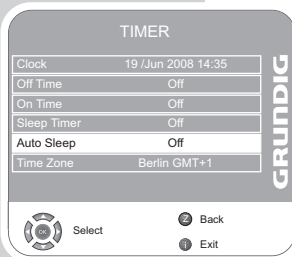 TIMER
Clock 19 /Jun 2008 14:35
Off Time Off
On Time Off
Sleep Timer Off
Auto Sleep Off
Time Zone Berlin GMT+1
GRUNDIG
OK Select
Z Back
i Exit